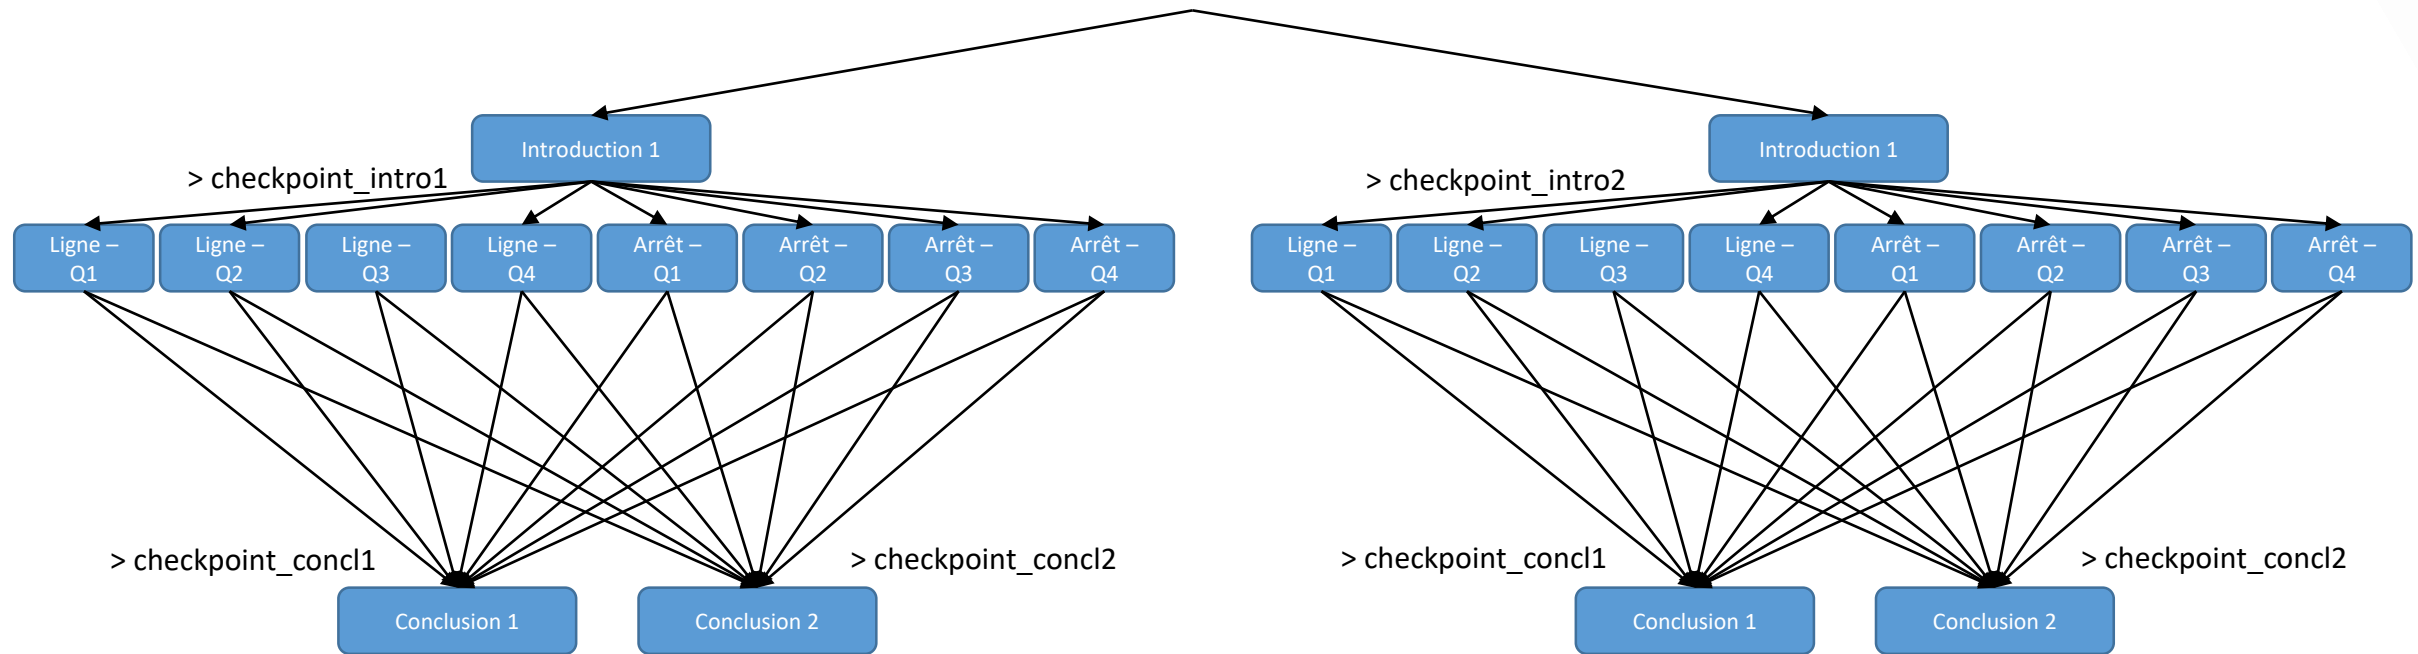 Introduction 1
Introduction 1
> checkpoint_intro1
> checkpoint_intro2
Ligne –
Q1
Ligne –
Q2
Ligne –
Q3
Ligne –
Q4
Arrêt –
Q1
Arrêt –
Q2
Arrêt –
Q3
Arrêt –
Q4
Ligne –
Q1
Ligne –
Q2
Ligne –
Q3
Ligne –
Q4
Arrêt –
Q1
Arrêt –
Q2
Arrêt –
Q3
Arrêt –
Q4
> checkpoint_concl1
> checkpoint_concl2
> checkpoint_concl1
> checkpoint_concl2
Conclusion 1
Conclusion 2
Conclusion 1
Conclusion 2